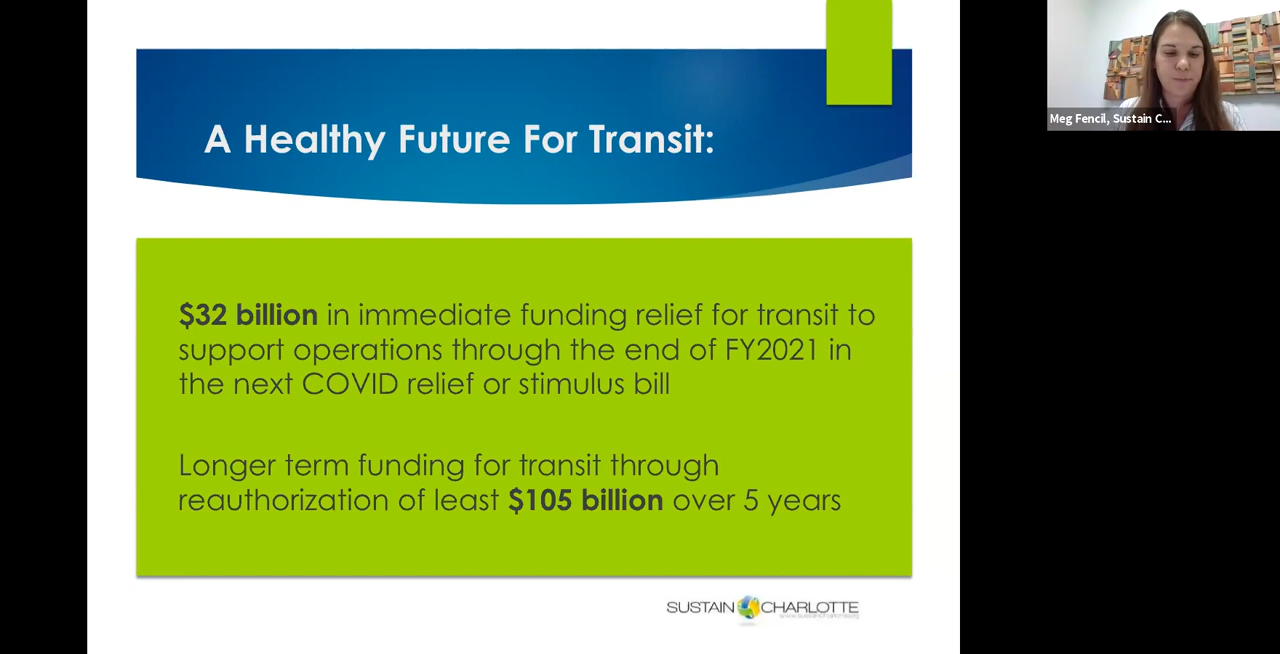 A Healthy Future For Transit:
Meg Fencil, Sustain C...
$32 billion in immediate funding relief for transit to
support operations through the end of FY2021 in
the next COVID relief or stimulus bill
Longer term funding for transit through
reauthorization of least $105 billion over 5 years
SUSTAIN CHARLOTTE